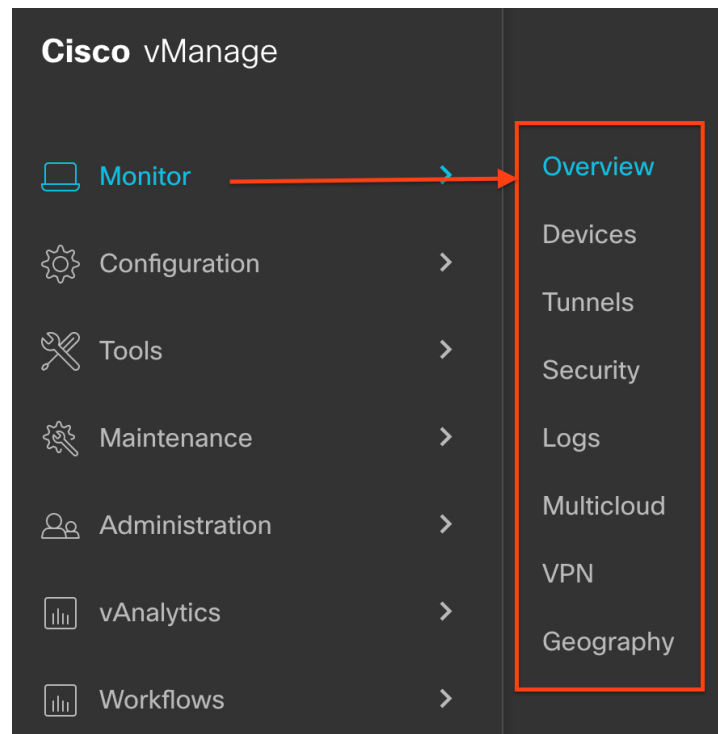 Cisco vManage
Monitor
Configuration
Tools
Maintenance
Administration
vAnalytics
Workflows
Overview
Devices
Tunnels
Security
Logs
Multicloud
VPN
Geography